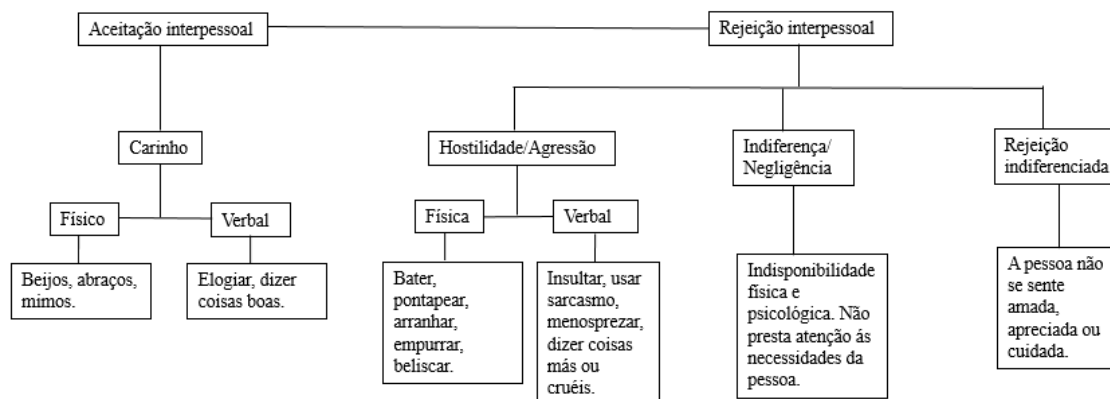 Aceitação interpessoal
Rejeição interpessoal
Carinho
Hostilidade/Agressão
Indiferença/
Negligência
Rejeição
indiferenciada
Físico
Verbal
Física
Verbal
Beijos, abraços,
mimos.
Elogiar, dizer
coisas boas.
Bater,
pontapear,
arranhar,
empurrar,
beliscar.
Insultar, usar
sarcasmo,
menosprezar,
dizer coisas
más ou
cruéis.
Indisponibilidade
física e
psicológica. Não
presta atenção ás
necessidades da
pessoa.
A pessoa não
se sente
amada,
apreciada ou
cuidada.